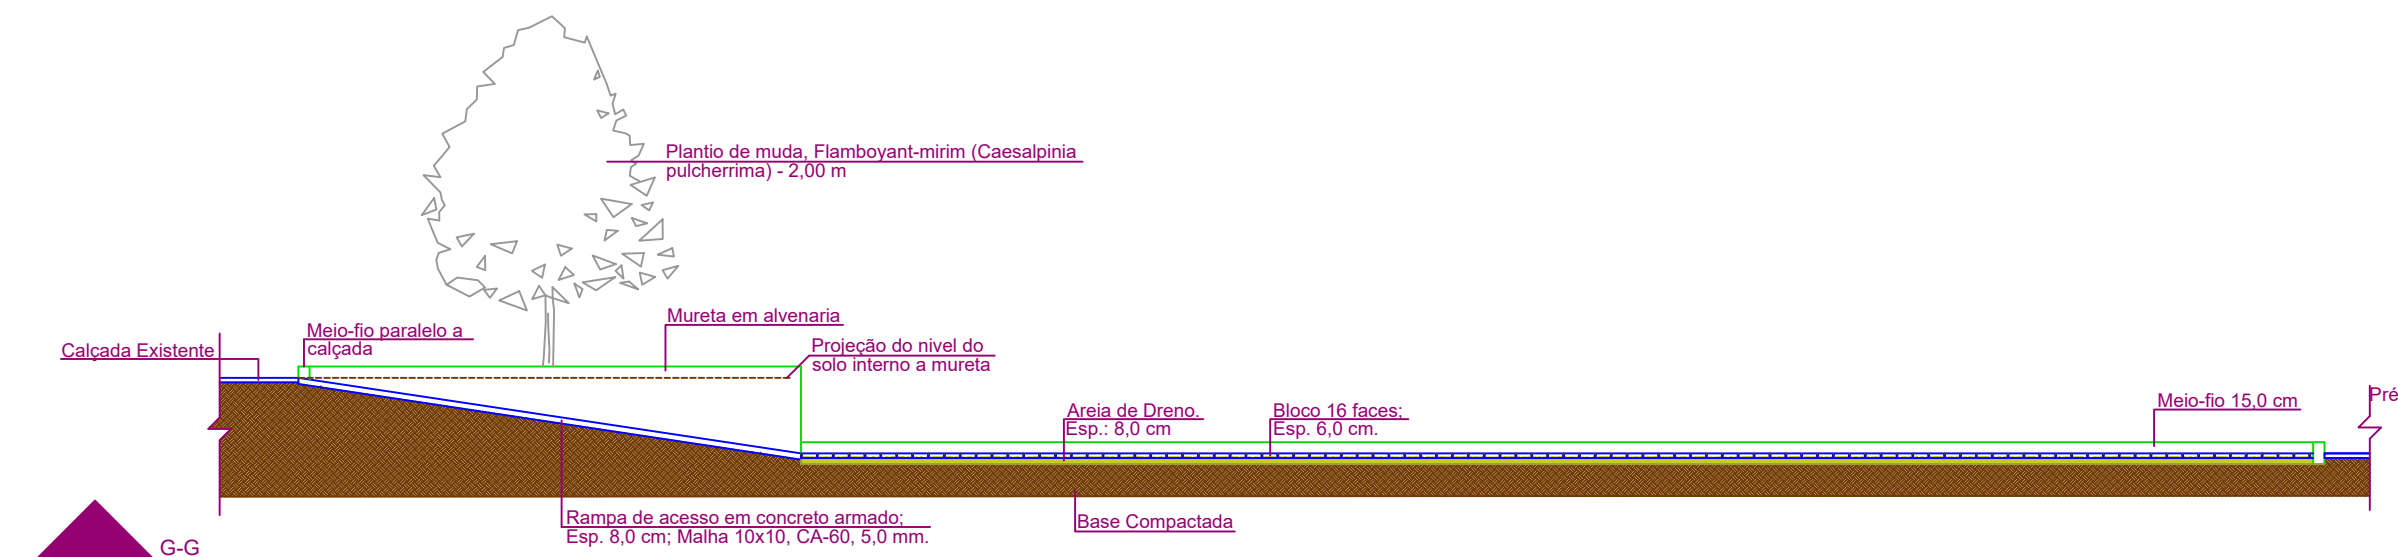 Plantio de muda, Flamboyant-mirim (Caesalpinia
pulcherrima) - 2,00 m
Mureta em alvenaria
Meio-fio paralelo a
calçada
Calçada Existente
Projeção do nivel do
solo interno a mureta
Areia de Dreno.
Esp.: 8,0 cm
Bloco 16 faces;
Esp. 6,0 cm.
Meio-fio 15,0 cm
Pré
Rampa de acesso em concreto armado;
Esp. 8,0 cm; Malha 10x10, CA-60, 5,0 mm.
Base Compactada
G-G